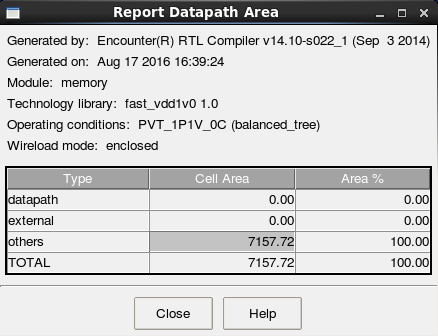 Report Datapath Area
Generated by: Encounter(R) RTL Compiler v14.10-s022_1 (Sep 3 2014)
Generated on: Aug 17 2016 16:39:24
Module: memory
Technology library: fast_vdd1v0 1.0
Operating conditions: PVT_1P1V_0C (balanced_tree)
Wireload mode: enclosed
Type Cell Area Area %
datapath 0.00 0.00
external 0.00 0.00
others 7157.72 100.00
TOTAL 7157.72 100.00
Close Help